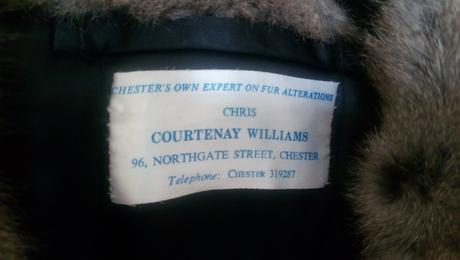 CHESTER'S OWN EXPERT ON FUR ALTERATIONS
CHRIS
COURTENAY WILLIAMS
96, NORTHGATE STREET, CHESTER
Telephone: CHESTER 319287